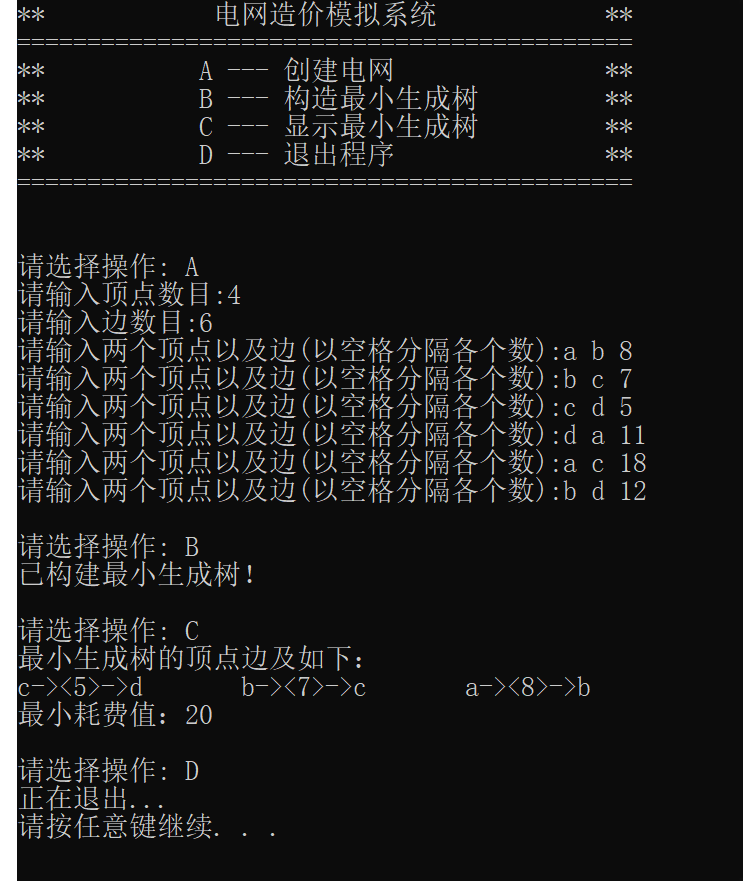 ** 电网造价模拟系统 **
============================================
** A --- 创建电网 **
** B --- 构造最小生成树 **
** C --- 显示最小生成树 **
** D --- 退出程序 **
============================================
请选择操作: A
请输入顶点数目:4
请输入边数目:6
请输入两个顶点以及边(以空格分隔各个数):a b 8
请输入两个顶点以及边(以空格分隔各个数):b c 7
请输入两个顶点以及边(以空格分隔各个数):c d 5
请输入两个顶点以及边(以空格分隔各个数):d a 11
请输入两个顶点以及边(以空格分隔各个数):a c 18
请输入两个顶点以及边(以空格分隔各个数):b d 12
请选择操作: B
已构建最小生成树!
请选择操作: C
最小生成树的顶点边及如下：
c-><5>->d b-><7>->c a-><8>->b
最小耗费值：20
请选择操作: D
正在退出...
请按任意键继续. . .